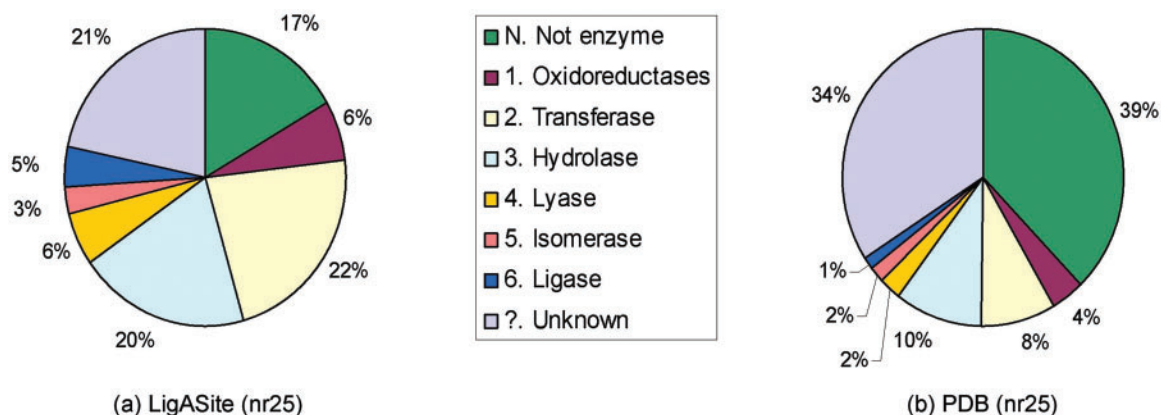 21%
17%
6%
22%
20%
6%
3%
5%
(a) LigASite (nr25)
N. Not enzyme
1. Oxidoreductases
2. Transferase
3. Hydrolase
4. Lyase
5. Isomerase
6. Ligase
?. Unknown
34%
39%
4%
8%
10%
2%
2%
1%
(b) PDB (nr25)